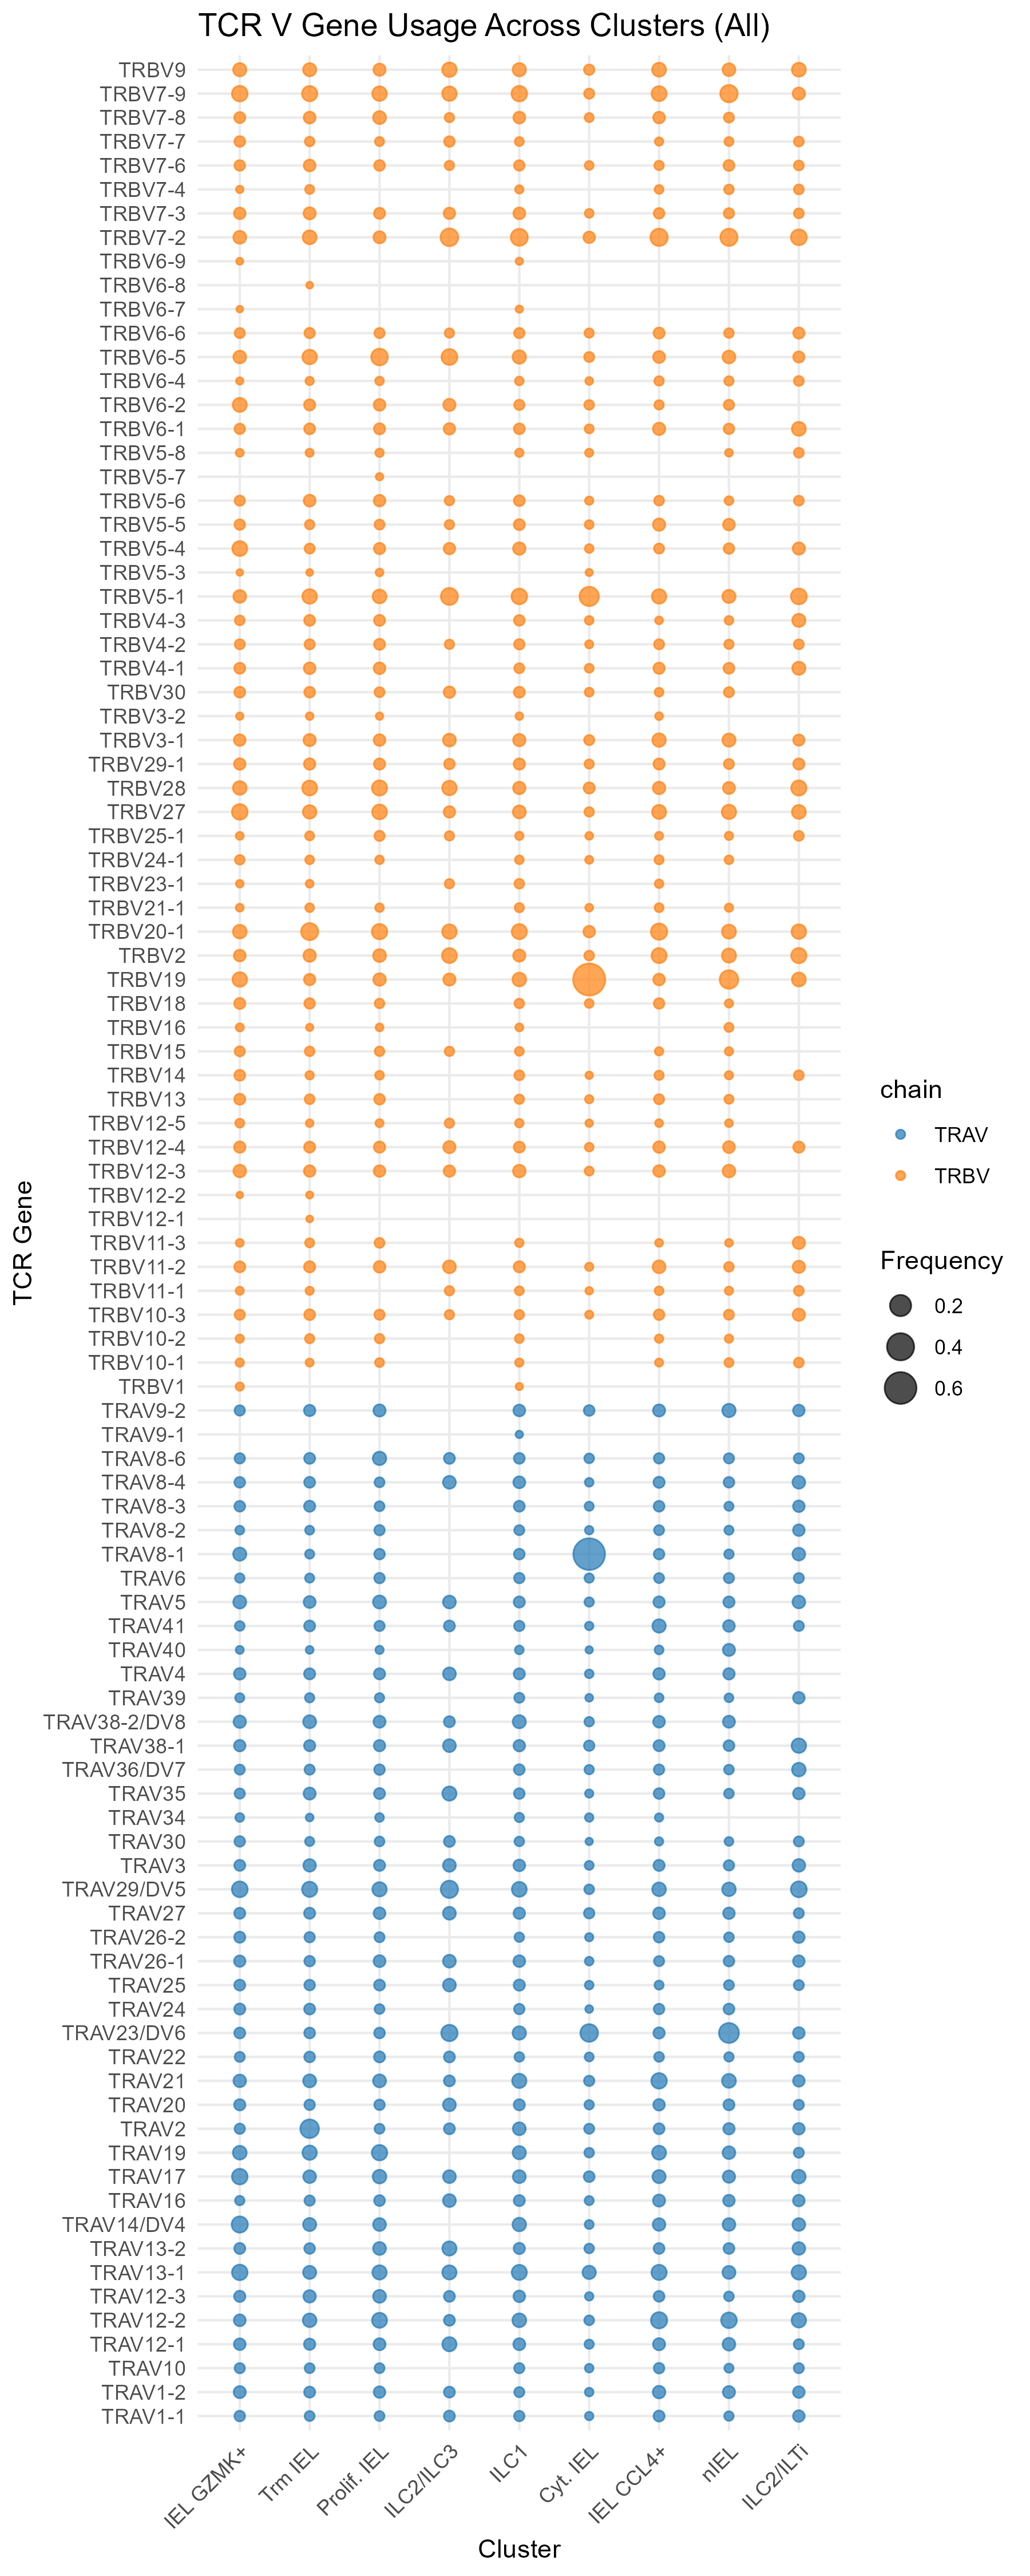 TCR V Gene Usage Across Clusters (All)
TRBV9
TRBV7-9
TRBV7-8
TRBV7-7
TRBV7-6
TRBV7-4
TRBV7-3
TRBV7-2
TRBV6-9
TRBV6-8
TRBV6-7
TRBV6-6
TRBV6-5
TRBV6-4
TRBV6-2
TRBV6-1
TRBV5-8
TRBV5-7
TRBV5-6
TRBV5-5
TRBV5-4
TRBV5-3
TRBV5-1
TRBV4-3
TRBV4-2
TRBV4-1
TRBV30
TRBV3-2
TRBV3-1
TRBV29-1
TRBV28
TRBV27
TRBV25-1
TRBV24-1
TRBV23-1
TRBV21-1
TRBV20-1
TRBV2
TRBV19
TRBV18
TRBV16
TRBV15
TRBV14
TRBV13
TRBV12-5
TRBV12-4
TRBV12-3
TRBV12-2
TRBV12-1
TRBV11-3
TRBV11-2
TRBV11-1
TRBV10-3
TRBV10-2
TRBV10-1
TRBV1
TRAV9-2
TRAV9-1
TRAV8-6
TRAV8-4
TRAV8-3
TRAV8-2
TRAV8-1
TRAV6
TRAV5
TRAV41
TRAV40
TRAV4
TRAV39
TRAV38-2/DV8
TRAV38-1
TRAV36/DV7
TRAV35
TRAV34
TRAV30
TRAV3
TRAV29/DV5
TRAV27
TRAV26-2
TRAV26-1
TRAV25
TRAV24
TRAV23/DV6
TRAV22
TRAV21
TRAV20
TRAV2
TRAV19
TRAV17
TRAV16
TRAV14/DV4
TRAV13-2
TRAV13-1
TRAV12-3
TRAV12-2
TRAV12-1
TRAV10
TRAV1-2
TRAV1-1
TCR Gene
IEL GZMK+
Trm IEL
Prolif. IEL
ILC2/ILC3
ILC1
Cyt. IEL
IEL CCL4+
nIEL
ILC2/ILTi
Cluster
chain
TRAV
TRBV
Frequency
0.2
0.4
0.6